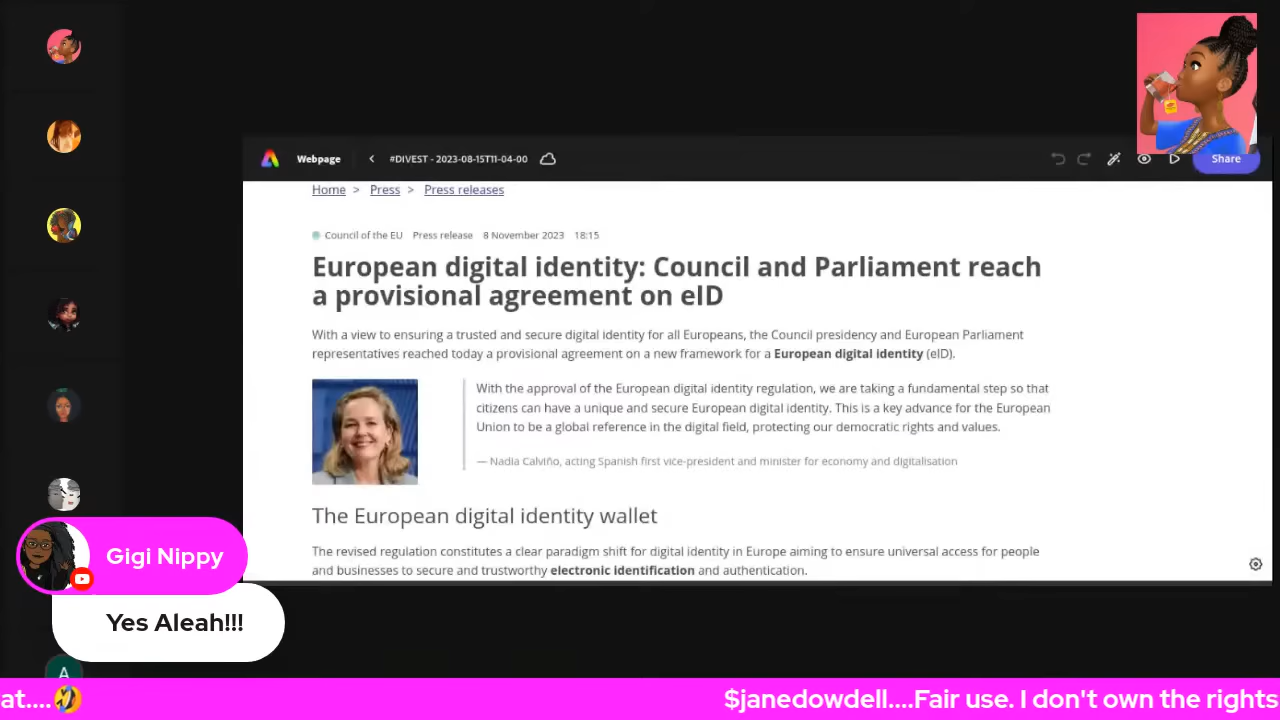 Webpage
#DIVEST - 2023-08-15T11-04-00
Share
Home > Press > Press releases
Council of the EU Press release 8 November 2023 18:15
European digital identity: Council and Parliament reach
a provisional agreement on eID
With a view to ensuring a trusted and secure digital identity for all Europeans, the Council presidency and European Parliament
representatives reached today a provisional agreement on a new framework for a European digital identity (eID).
With the approval of the European digital identity regulation, we are taking a fundamental step so that
citizens can have a unique and secure European digital identity. This is a key advance for the European
Union to be a global reference in the digital field, protecting our democratic rights and values.
— Nadia Calviño, acting Spanish first vice-president and minister for economy and digitalisation
The European digital identity wallet
The revised regulation constitutes a clear paradigm shift for digital identity in Europe aiming to ensure universal access for people
and businesses to secure and trustworthy electronic identification and authentication.
Gigi Nippy
Yes Aleah!!!
A
at....🤣 $janedowdell....Fair use. I don't own the rights